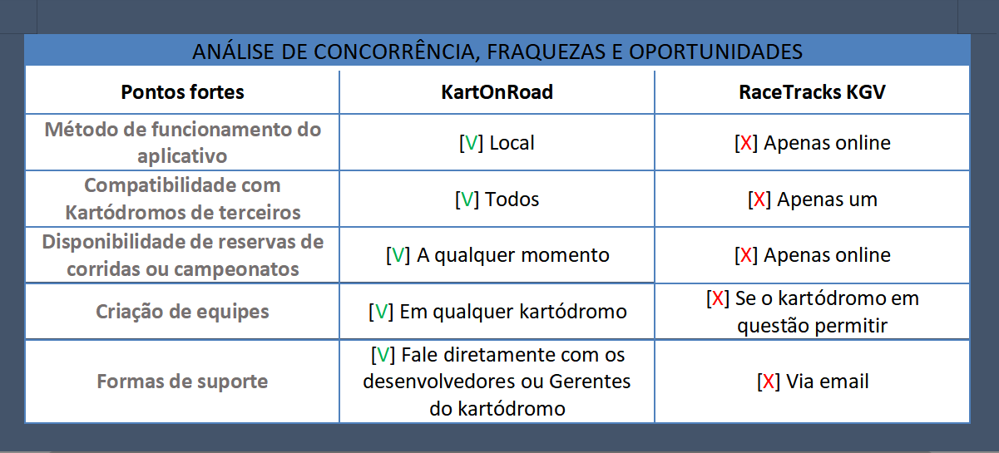 ANÁLISE DE CONCORRÊNCIA, FRAQUEZAS E OPORTUNIDADES
Pontos fortes
KartOnRoad
RaceTracks KGV
Método de funcionamento do
aplicativo
[V] Local
[X] Apenas online
Compatibilidade com
Kartódromos de terceiros
[V] Todos
[X] Apenas um
Disponibilidade de reservas de
corridas ou campeonatos
[V] A qualquer momento
[X] Apenas online
Criação de equipes
[V] Em qualquer kartódromo
[X] Se o kartódromo em
questão permitir
Formas de suporte
[V] Fale diretamente com os
desenvolvedores ou Gerentes
do kartódromo
[X] Via email